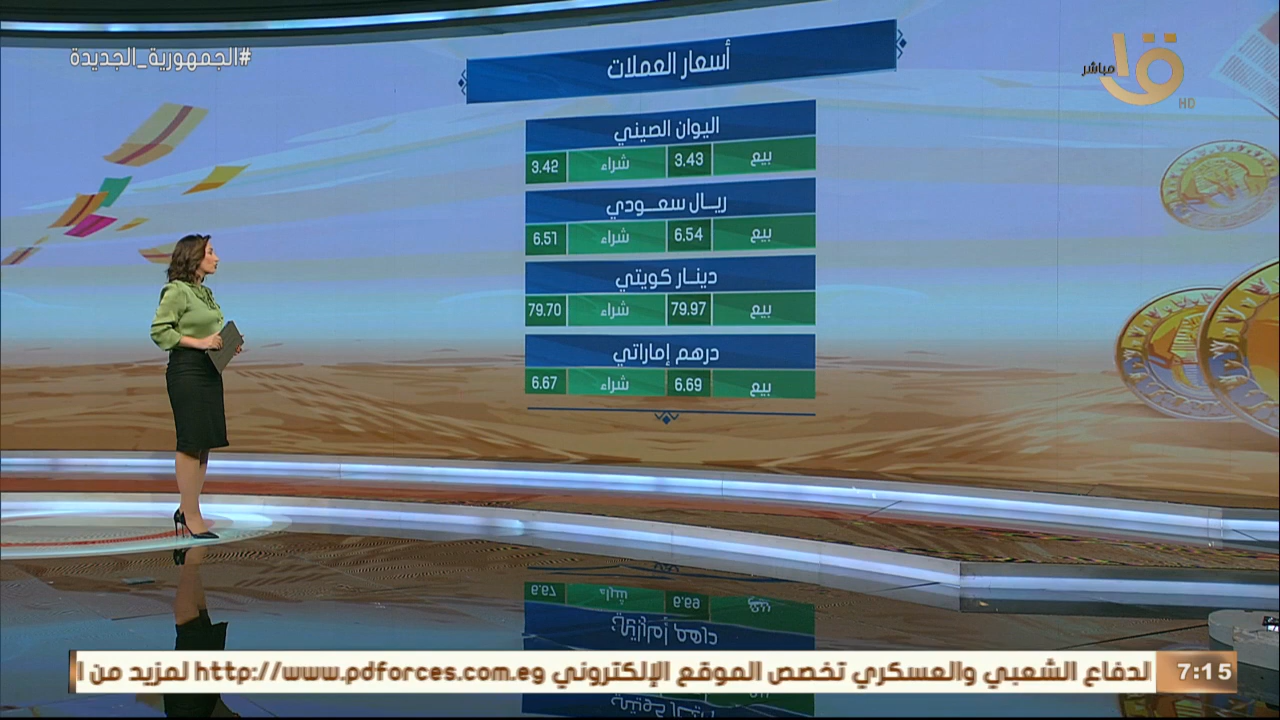 #الجمهورية_الجديدة
مباشر
HD
أسعار العملات
اليوان الصيني
بيع 3.43 شراء 3.42
ريال سعودي
بيع 6.54 شراء 6.51
دينار كويتي
بيع 79.97 شراء 79.70
درهم إماراتي
بيع 6.69 شراء 6.67
7:15
الدفاع الشعبي والعسكري تخصص الموقع الإلكتروني http://www.pdforces.com.eg لمزيد من ا